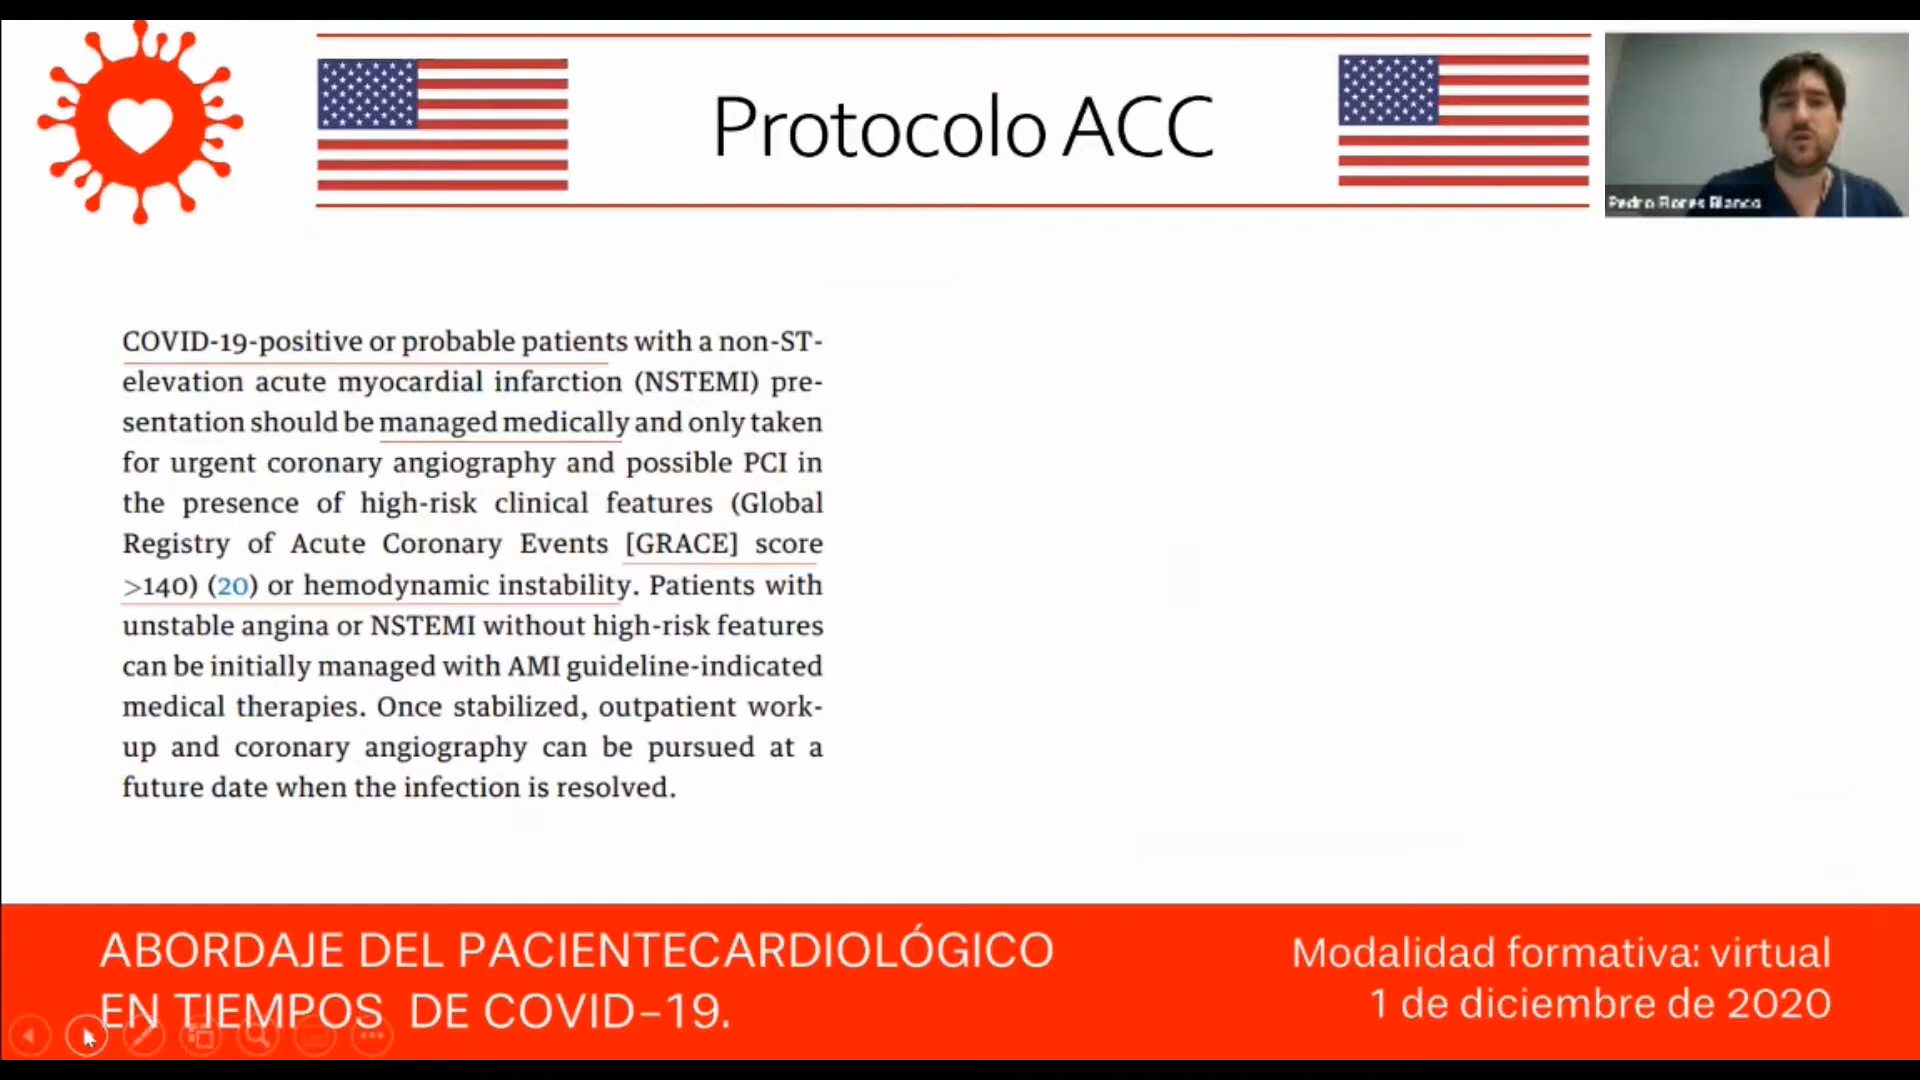 Protocolo ACC
Pedro Flores Blanco
COVID-19-positive or probable patients with a non-ST-
elevation acute myocardial infarction (NSTEMI) pre-
sentation should be managed medically and only taken
for urgent coronary angiography and possible PCI in
the presence of high-risk clinical features (Global
Registry of Acute Coronary Events [GRACE] score
>140) (20) or hemodynamic instability. Patients with
unstable angina or NSTEMI without high-risk features
can be initially managed with AMI guideline-indicated
medical therapies. Once stabilized, outpatient work-
up and coronary angiography can be pursued at a
future date when the infection is resolved.
ABORDAJE DEL PACIENTECARDIOLÓGICO
EN TIEMPOS DE COVID-19.
Modalidad formativa: virtual
1 de diciembre de 2020